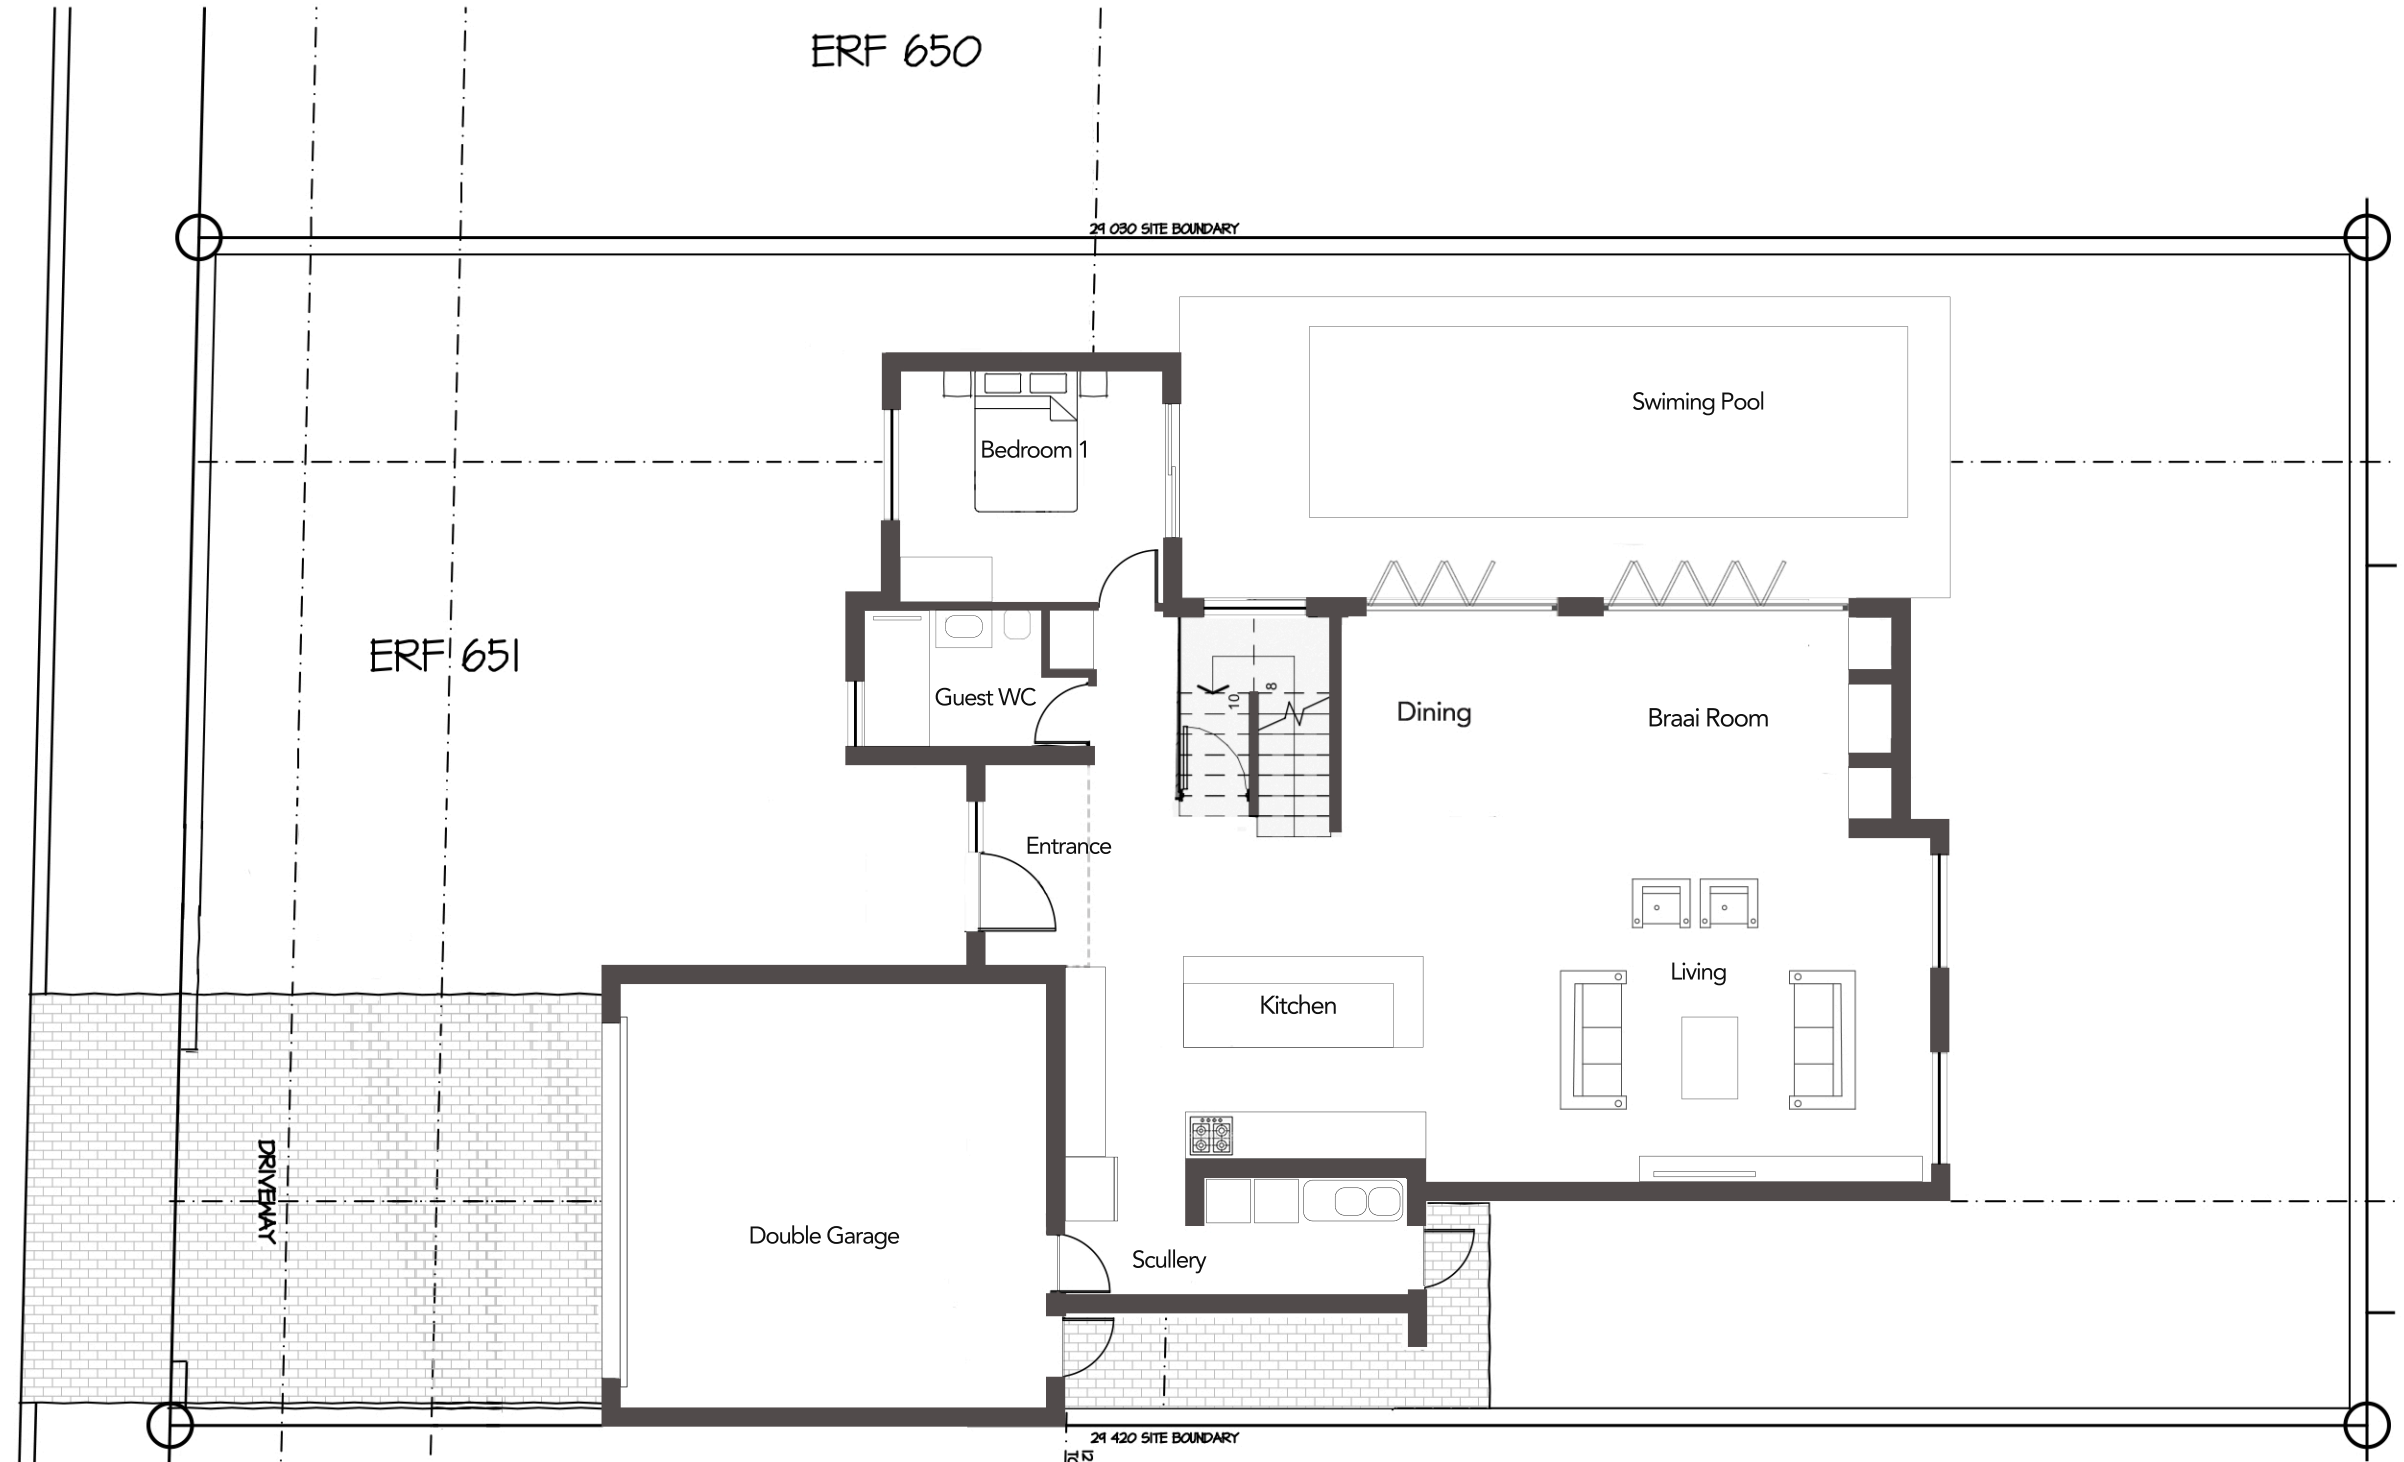 ERF 650
29 030 SITE BOUNDARY
Swiming Pool
Bedroom 1
ERF 651
Guest WC
10
8
Dining
Braai Room
Entrance
Living
Kitchen
DRIVEWAY
Double Garage
Scullery
29 420 SITE BOUNDARY